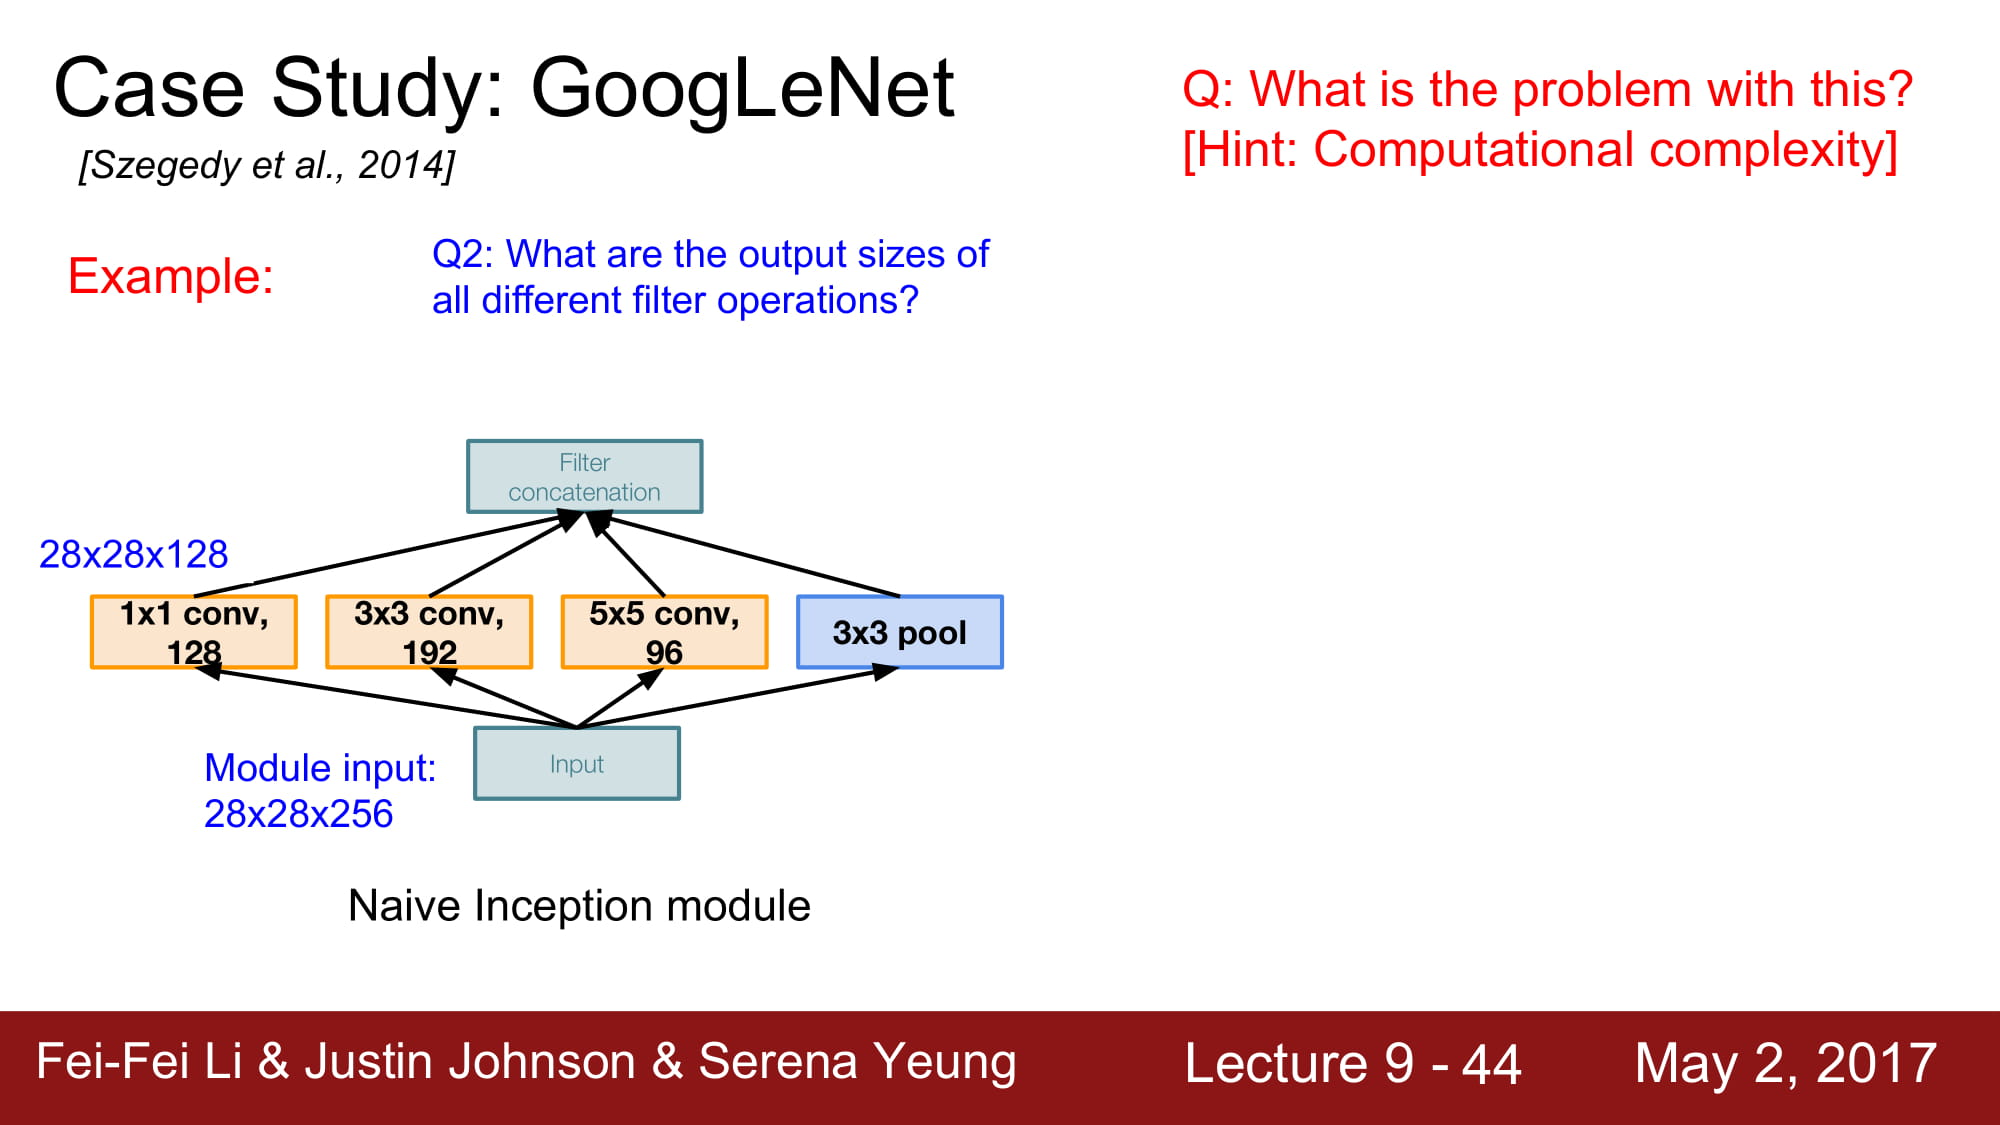 Case Study: GoogLeNet
[Szegedy et al., 2014]
Q: What is the problem with this?
[Hint: Computational complexity]
Example:
Q2: What are the output sizes of
all different filter operations?
Filter
concatenation
28x28x128
1x1 conv,
128
3x3 conv,
192
5x5 conv,
96
3x3 pool
Module input:
28x28x256
Input
Naive Inception module
Fei-Fei Li & Justin Johnson & Serena Yeung
Lecture 9 - 44
May 2, 2017